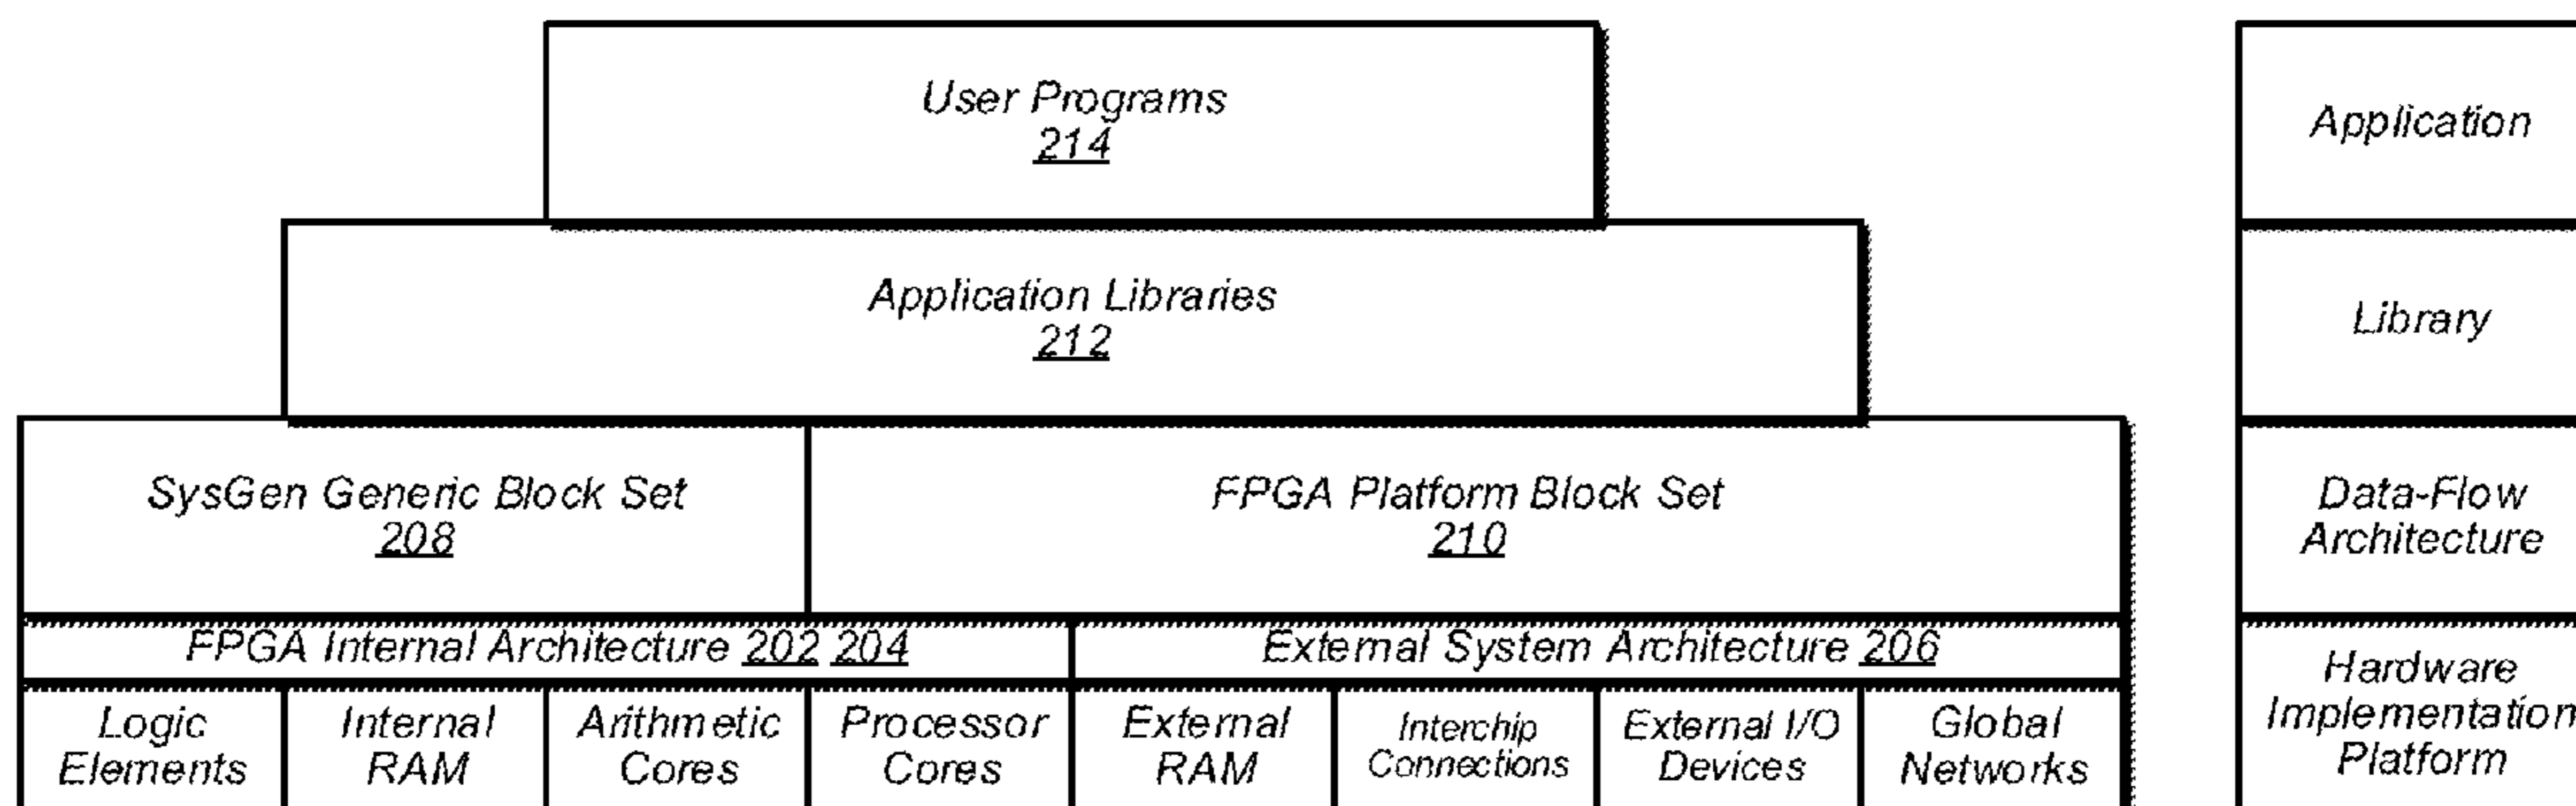 User Programs
214
Application
Application Libraries
212
Library
SysGen Generic Block Set
208
FPGA Platform Block Set
210
Data-Flow
Architecture
FPGA Internal Architecture 202 204
External System Architecture 206
Logic
Elements
Internal
RAM
Arithmetic
Cores
Processor
Cores
External
RAM
Interchip
Connections
External I/O
Devices
Global
Networks
Hardware
Implementation
Platform